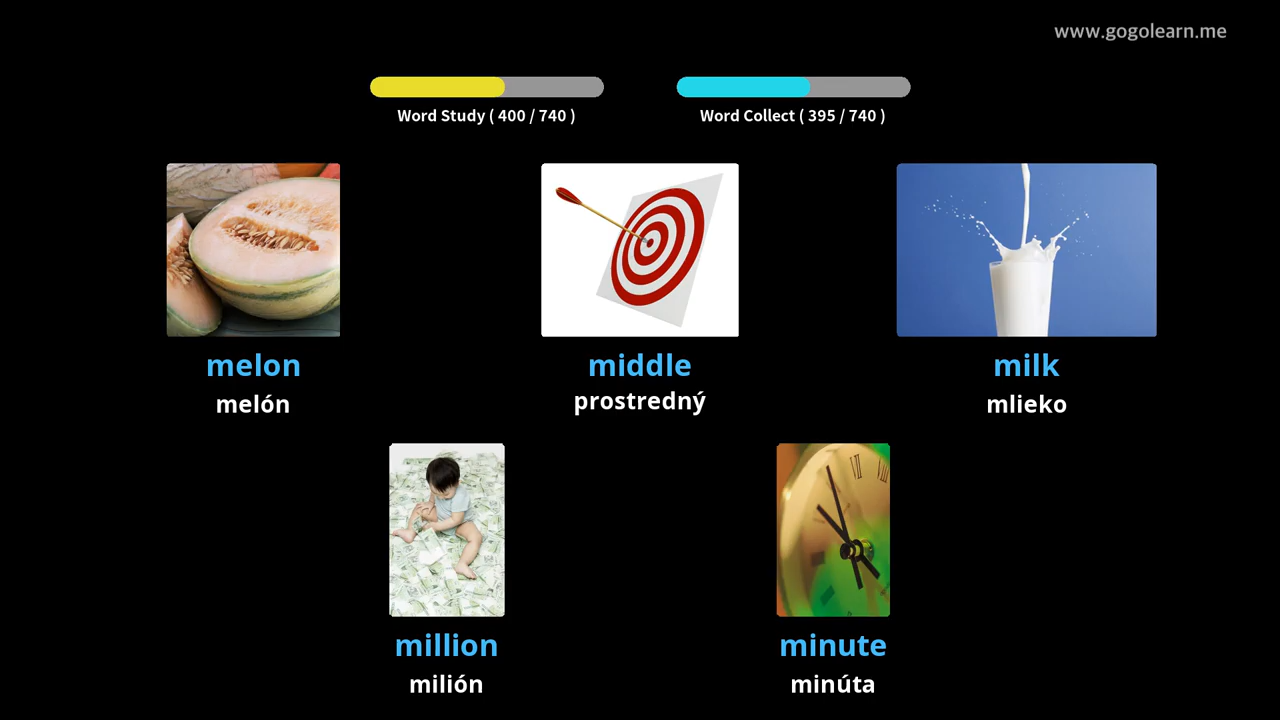 www.gogolearn.me
Word Study ( 400 / 740 )
Word Collect ( 395 / 740 )
melon
melón
middle
prostredný
milk
mlieko
million
milión
minute
minúta